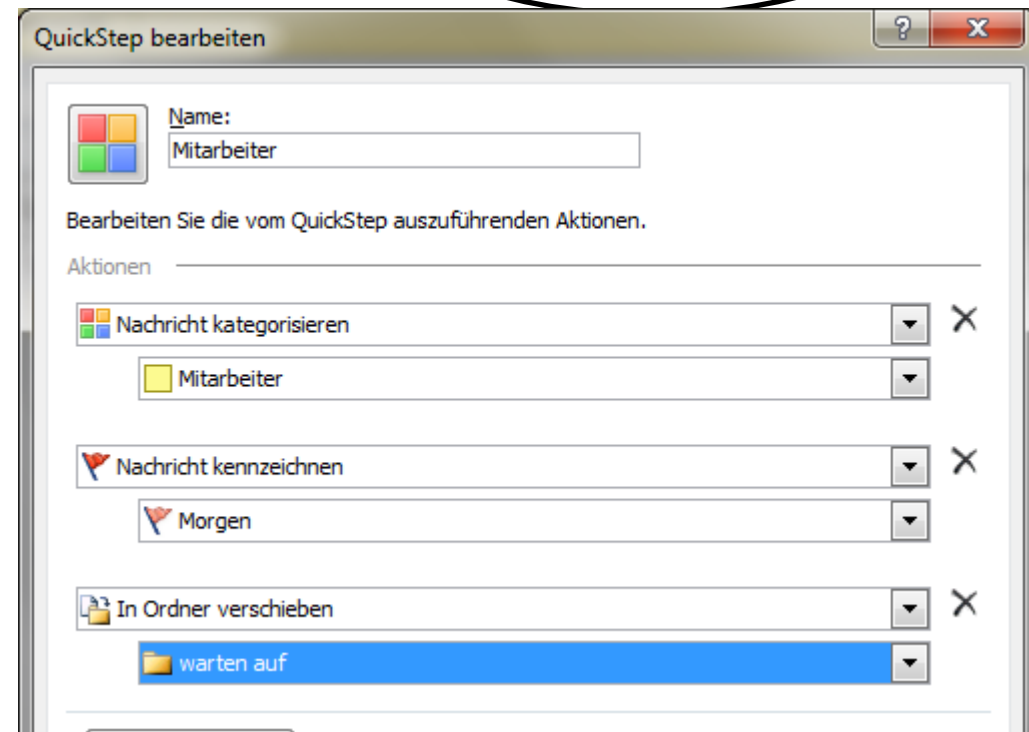 QuickStep bearbeiten
Name:
Mitarbeiter
Bearbeiten Sie die vom QuickStep auszuführenden Aktionen.
Aktionen
Nachricht kategorisieren
Mitarbeiter
Nachricht kennzeichnen
Morgen
In Ordner verschieben
warten auf